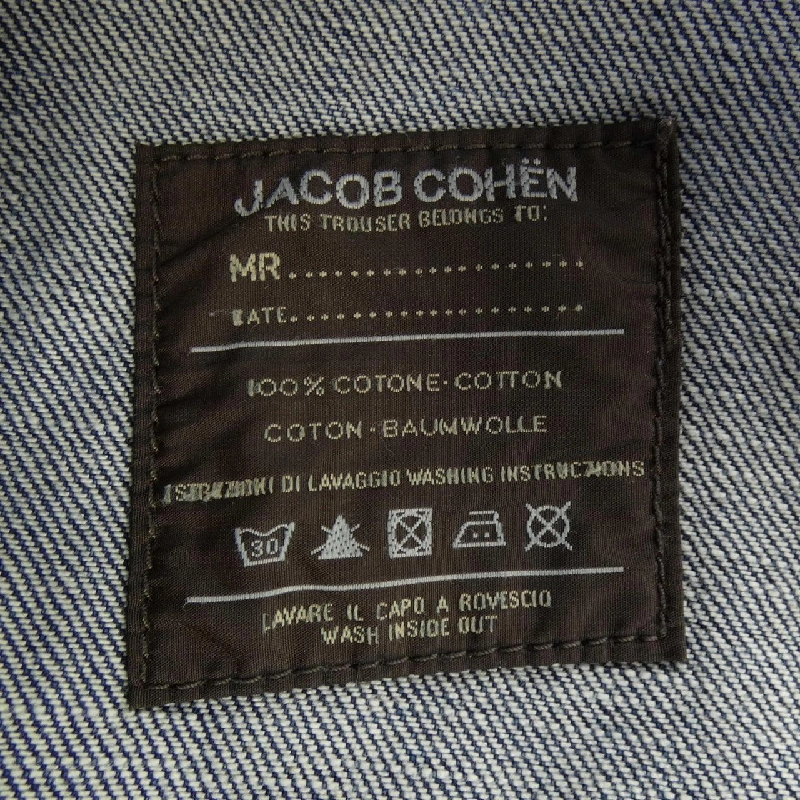 JACOB COHËN
THIS TROUSER BELONGS TO:
MR....................
DATE....................
100% COTONE·COTTON
COTON·BAUMWOLLE
ISTRUZIONI DI LAVAGGIO WASHING INSTRUCTIONS
30
LAVARE IL CAPO A ROVESCIO
WASH INSIDE OUT